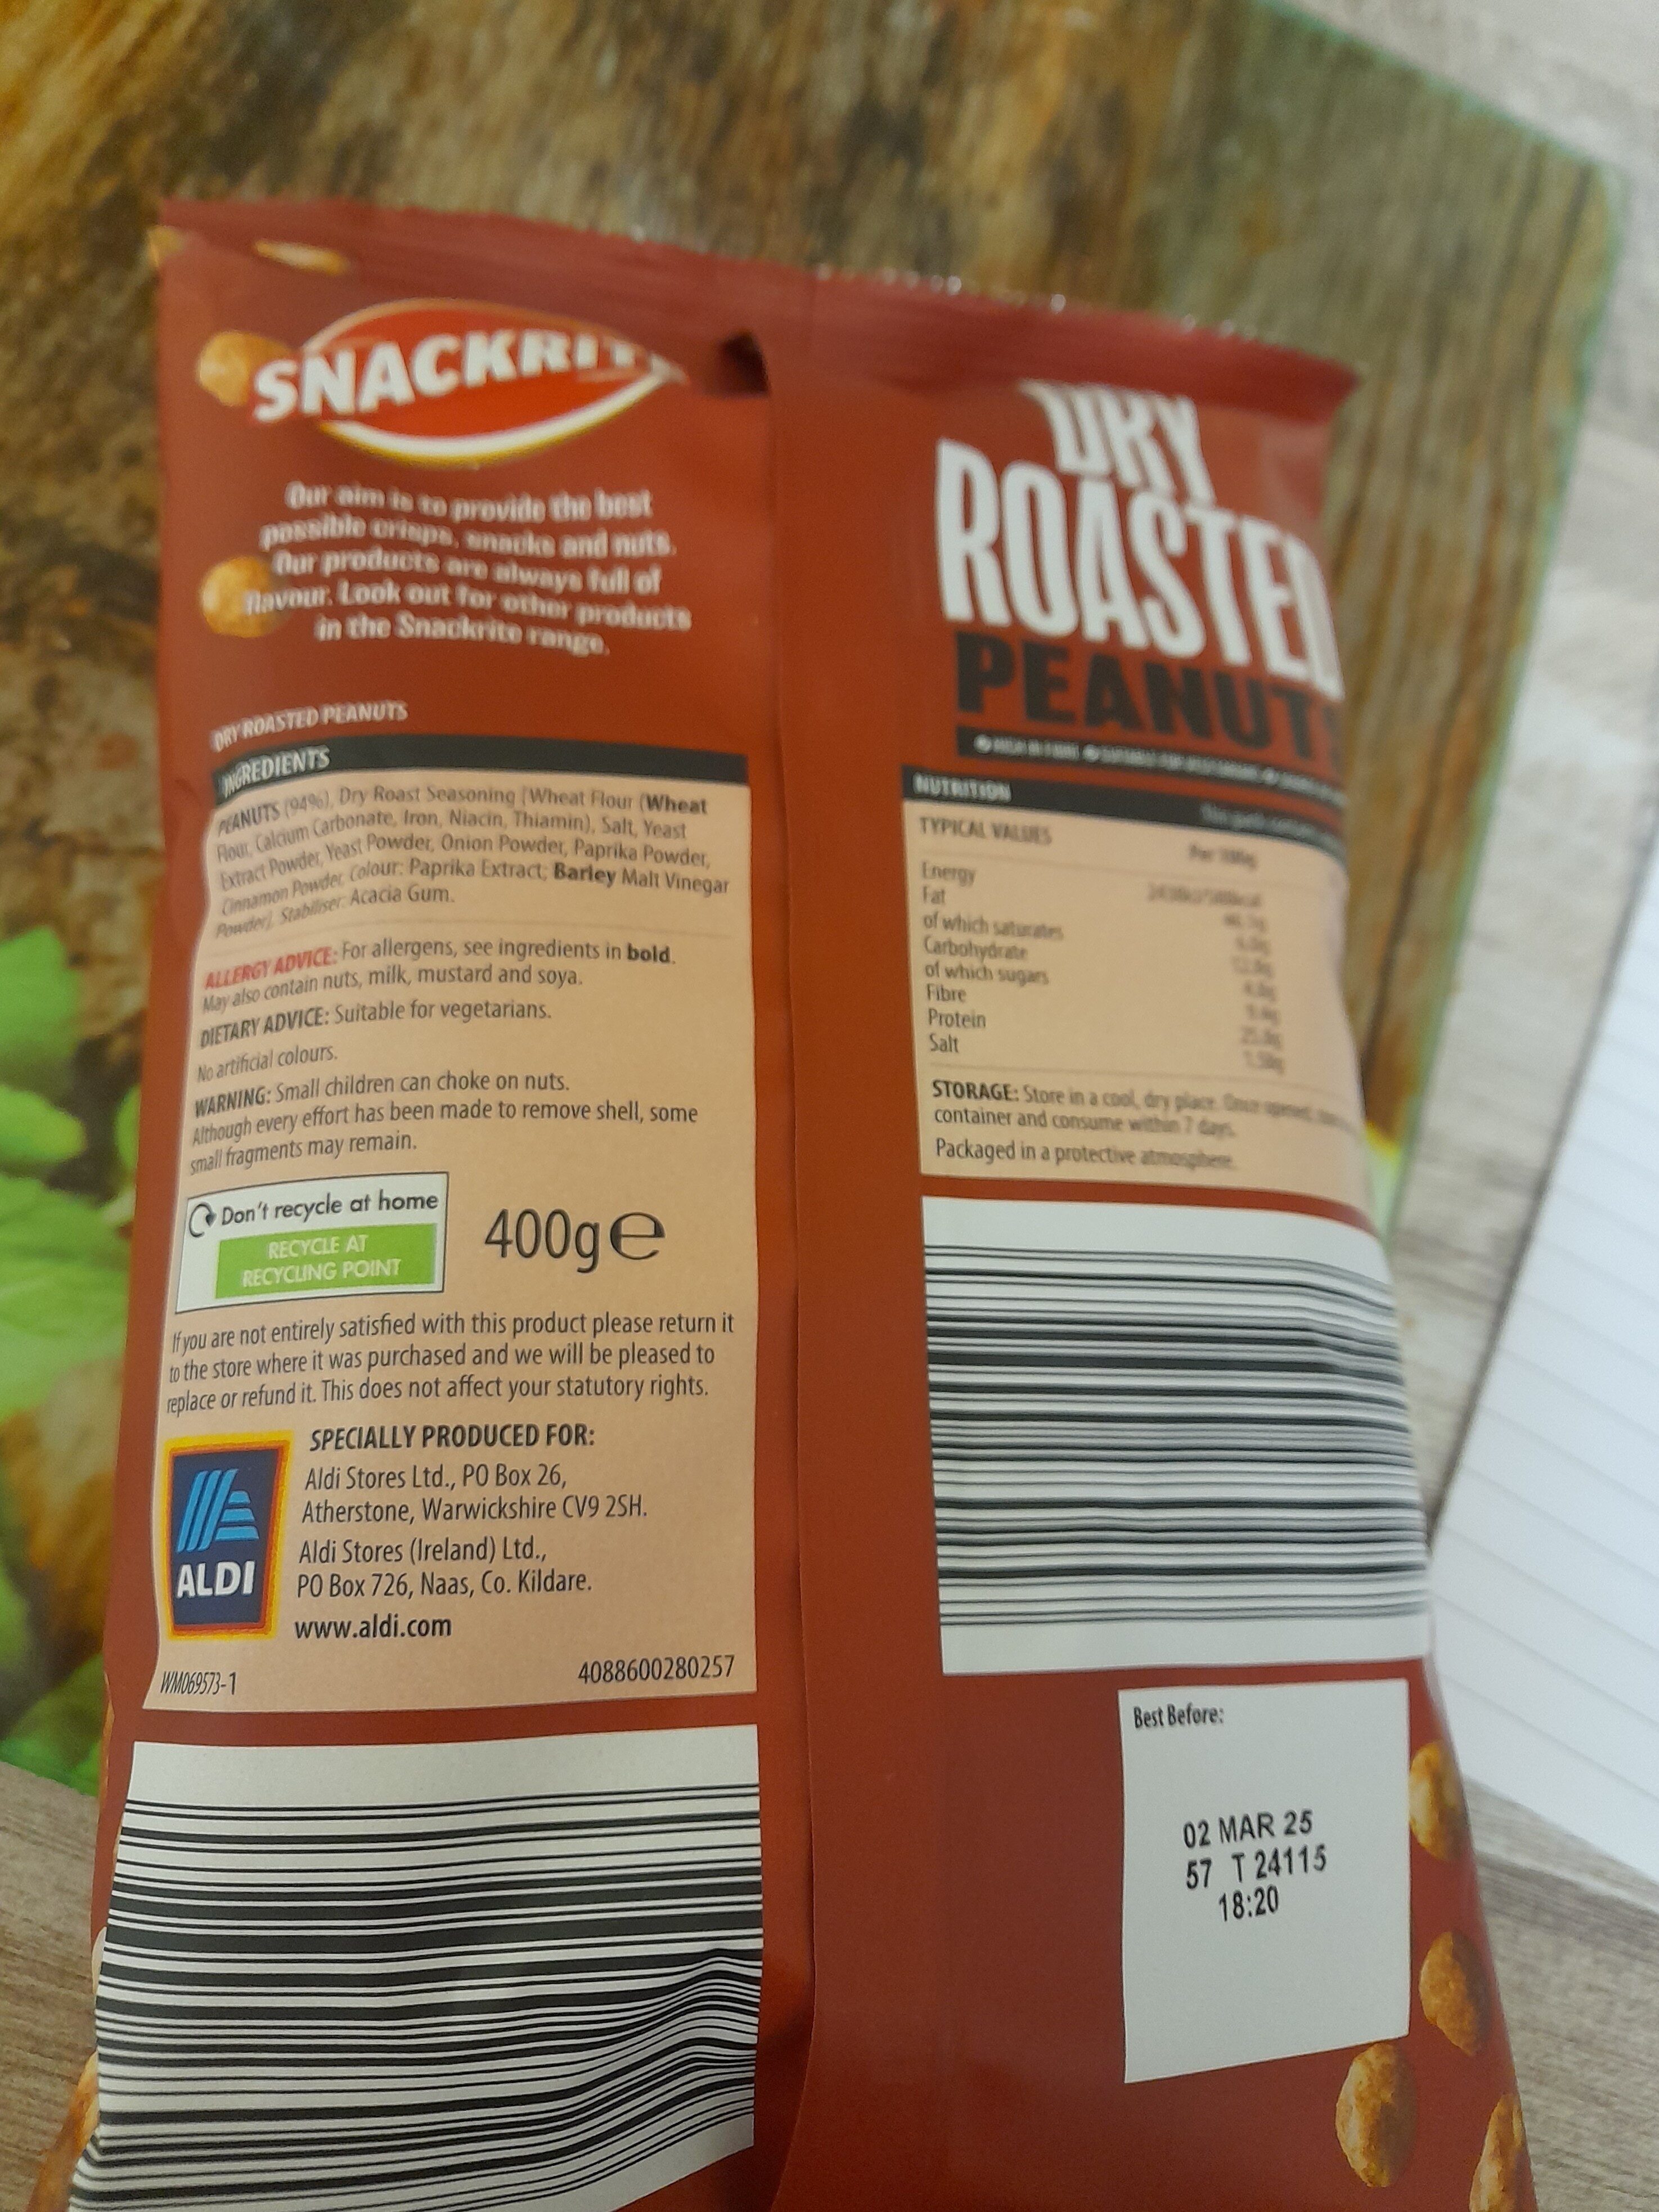 SNACKRITE
Our aim is to provide the best
possible crisps, snacks and nuts.
Our products are always full of
flavour. Look out for other products
in the Snackrite range.
DRY ROASTED PEANUTS
INGREDIENTS
PEANUTS (94%), Dry Roast Seasoning [Wheat Flour (Wheat
Flour, Calcium Carbonate, Iron, Niacin, Thiamin), Salt, Yeast
Extract Powder, Yeast Powder, Onion Powder, Paprika Powder,
Cinnamon Powder, Colour: Paprika Extract; Barley Malt Vinegar
Powder], Stabiliser: Acacia Gum.
ALLERGY ADVICE: For allergens, see ingredients in bold.
May also contain nuts, milk, mustard and soya.
DIETARY ADVICE: Suitable for vegetarians.
No artificial colours.
WARNING: Small children can choke on nuts.
Although every effort has been made to remove shell, some
small fragments may remain.
Don't recycle at home
RECYCLE AT
RECYCLING POINT
400g℮
If you are not entirely satisfied with this product please return it
to the store where it was purchased and we will be pleased to
replace or refund it. This does not affect your statutory rights.
ALDI
SPECIALLY PRODUCED FOR:
Aldi Stores Ltd., PO Box 26,
Atherstone, Warwickshire CV9 2SH.
Aldi Stores (Ireland) Ltd.,
PO Box 726, Naas, Co. Kildare.
www.aldi.com
WM069573-1
4088600280257
DRY
ROASTED
PEANUTS
NUTRITION
TYPICAL VALUES Per 100g
Energy
Fat
of which saturates
Carbohydrate
of which sugars
Fibre
Protein
Salt
STORAGE: Store in a cool, dry place. Once opened,
container and consume within 7 days.
Packaged in a protective atmosphere.
Best Before:
02 MAR 25
57 T 24115
18:20